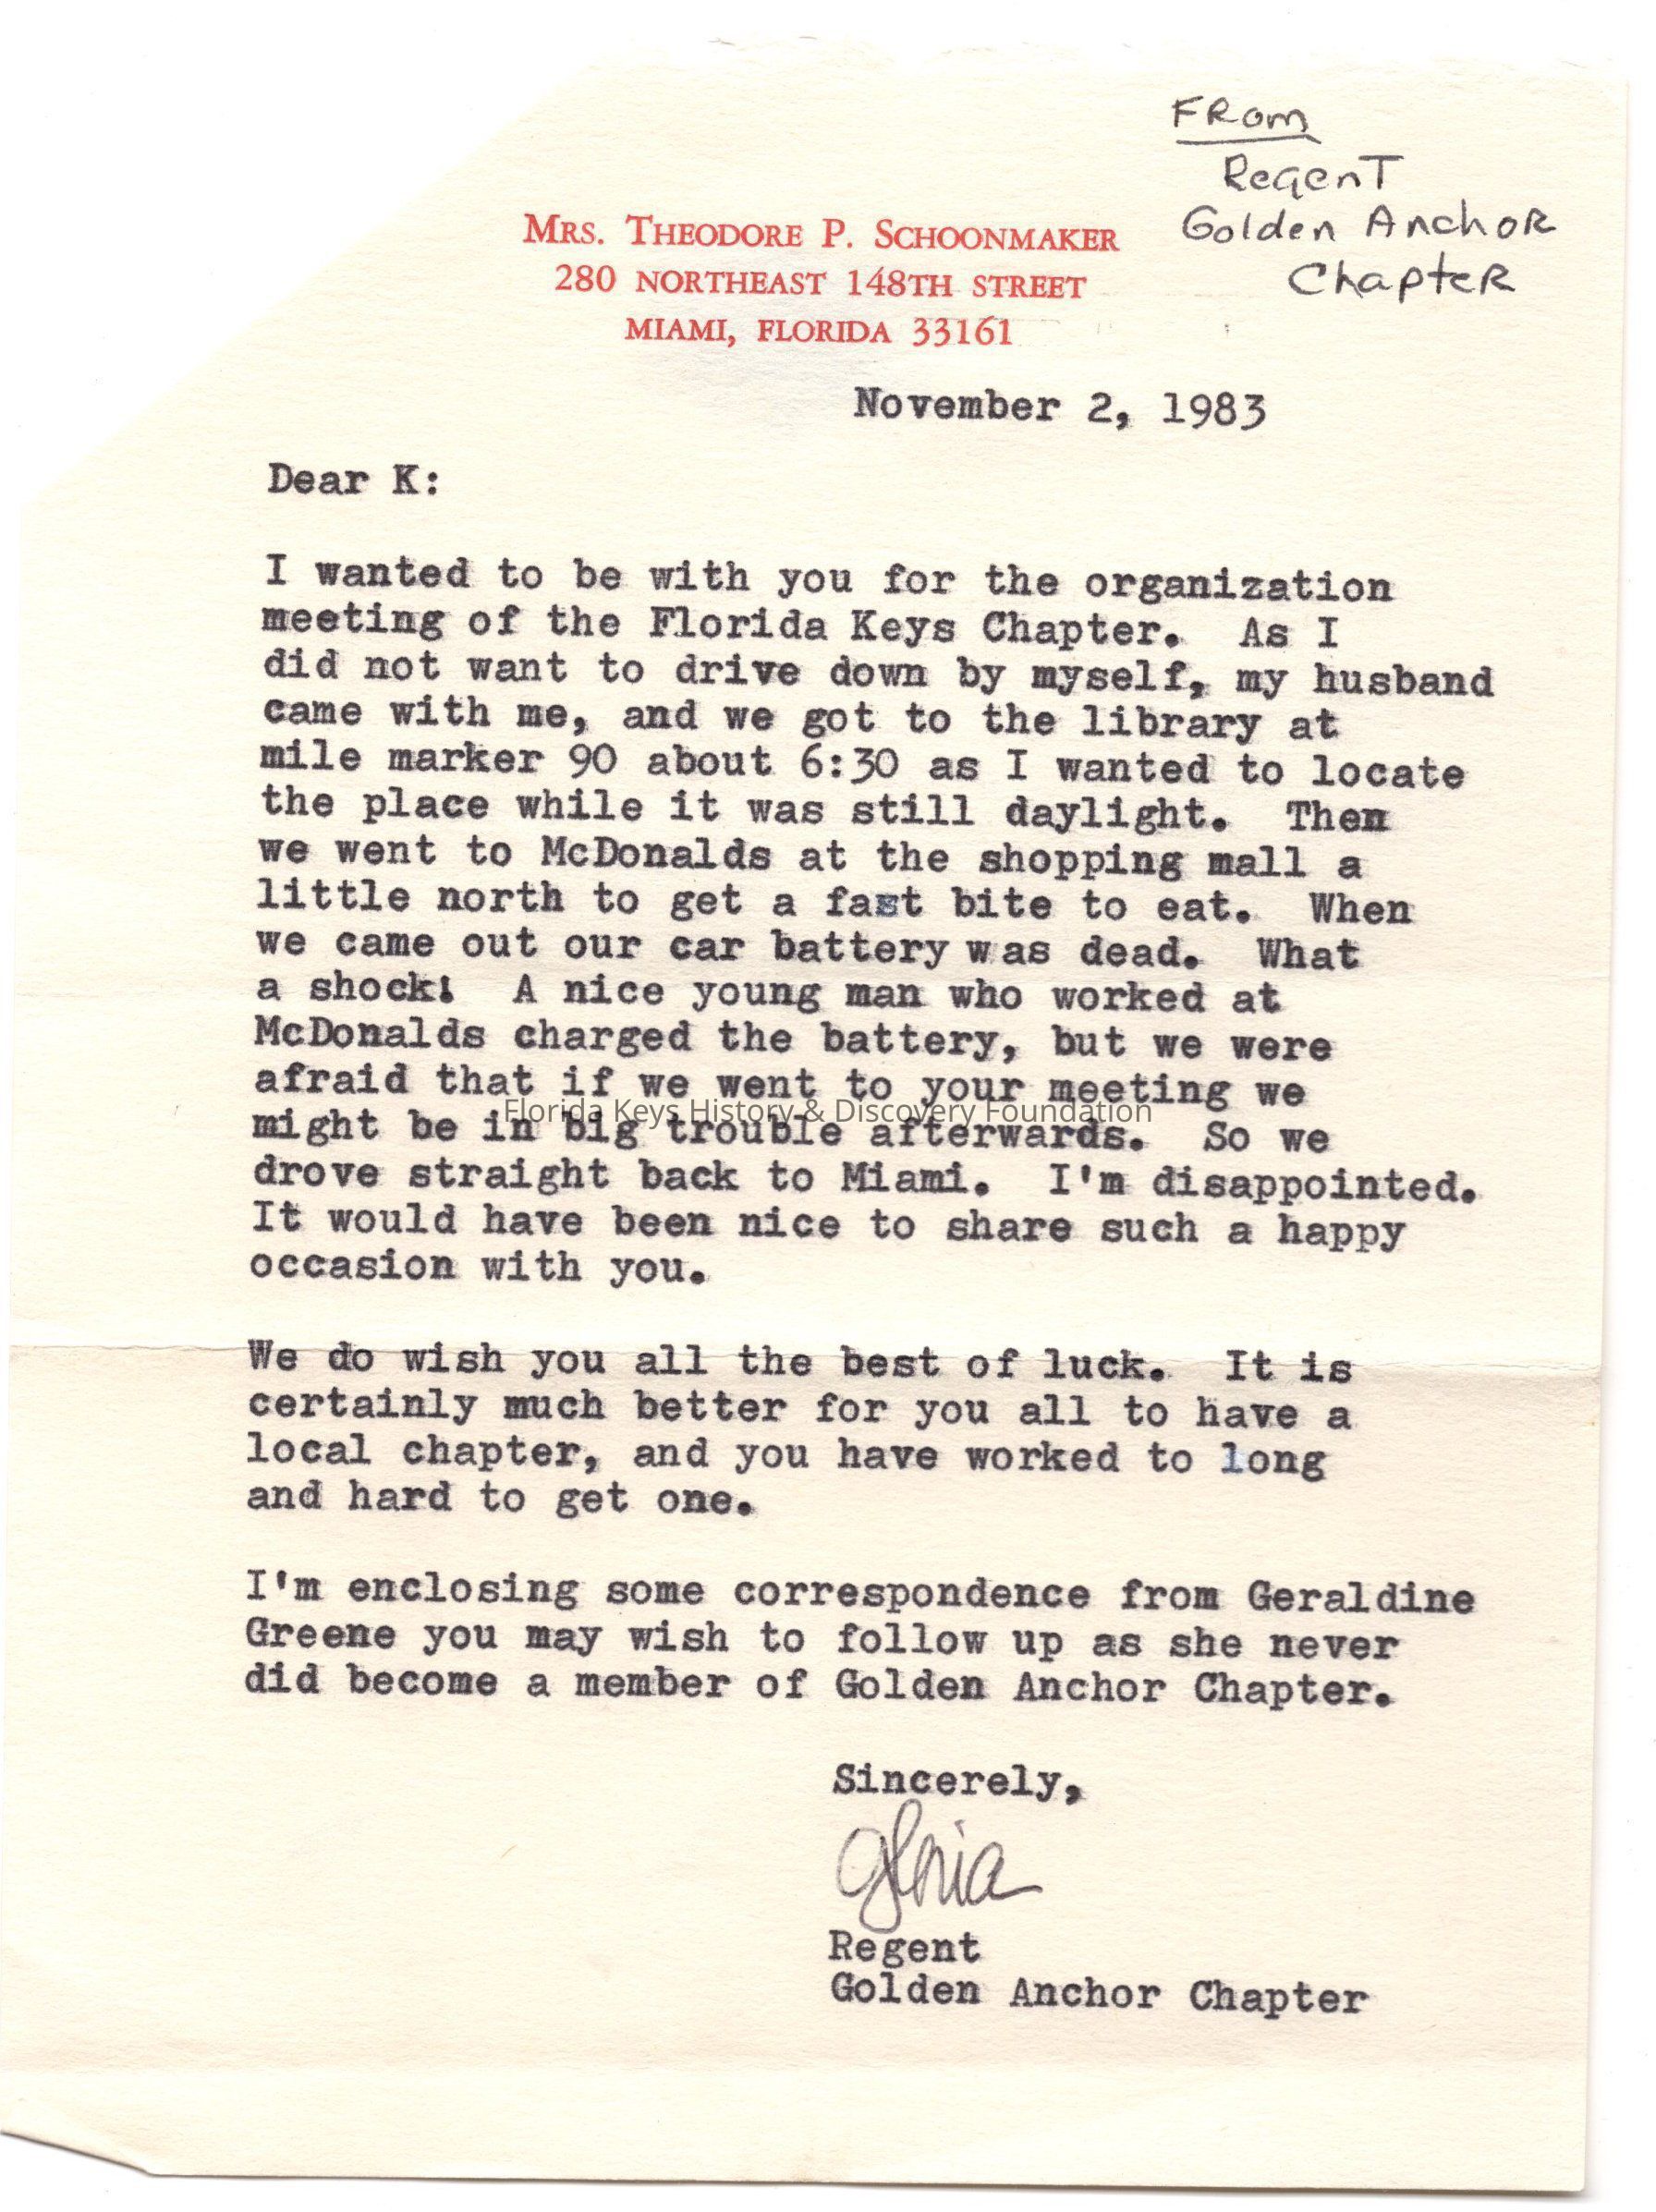 FRom
RegenT
Golden AnchoR
ChapteR
MRS. THEODORE P. SCHOONMAKER
280 NORTHEAST 148TH STREET
MIAMI, FLORIDA 33161
November 2, 1983
Dear K:
I wanted to be with you for the organization
meeting of the Florida Keys Chapter.  As I
did not want to drive down by myself, my husband
came with me, and we got to the library at
mile marker 90 about 6:30 as I wanted to locate
the place while it was still daylight.  Then
we went to McDonalds at the shopping mall a
little north to get a fast bite to eat.  When
we came out our car battery was dead.  What
a shock!  A nice young man who worked at
McDonalds charged the battery, but we were
afraid that if we went to your meeting we
Florida Keys History & Discovery Foundation
might be in big trouble afterwards.  So we
drove straight back to Miami.  I'm disappointed.
It would have been nice to share such a happy
occasion with you.
We do wish you all the best of luck.  It is
certainly much better for you all to have a
local chapter, and you have worked to long
and hard to get one.
I'm enclosing some correspondence from Geraldine
Greene you may wish to follow up as she never
did become a member of Golden Anchor Chapter.
Sincerely,
Gloria
Regent
Golden Anchor Chapter